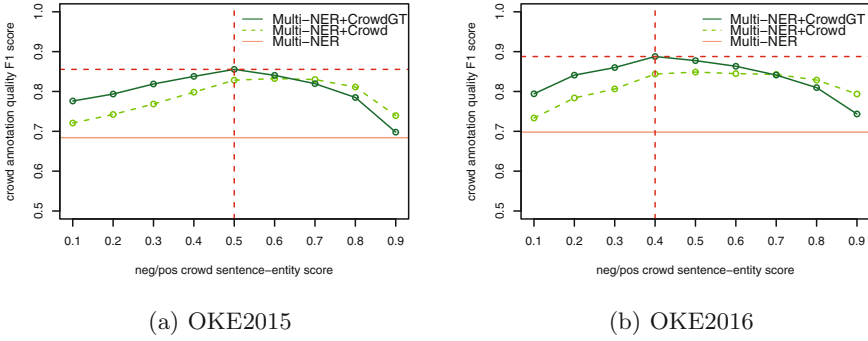 crowd annotation quality F1 score
1.0
0.9
0.8
0.7
0.6
0.5
Multi−NER+CrowdGT
Multi−NER+Crowd
Multi−NER
0.1 0.2 0.3 0.4 0.5 0.6 0.7 0.8 0.9
neg/pos crowd sentence−entity score
(a) OKE2015
crowd annotation quality F1 score
1.0
0.9
0.8
0.7
0.6
0.5
Multi−NER+CrowdGT
Multi−NER+Crowd
Multi−NER
0.1 0.2 0.3 0.4 0.5 0.6 0.7 0.8 0.9
neg/pos crowd sentence−entity score
(b) OKE2016